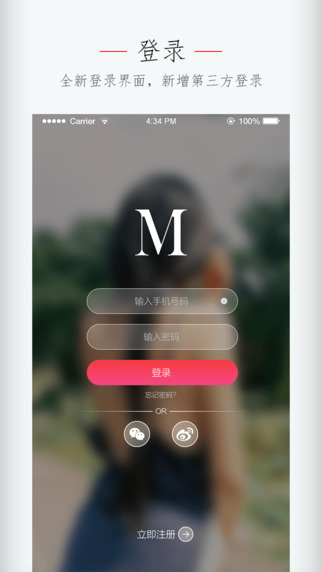 登录
全新登录界面，新增第三方登录
Carrier 4:34 PM 100%
M
输入手机号码
输入密码
登录
忘记密码?
OR
立即注册